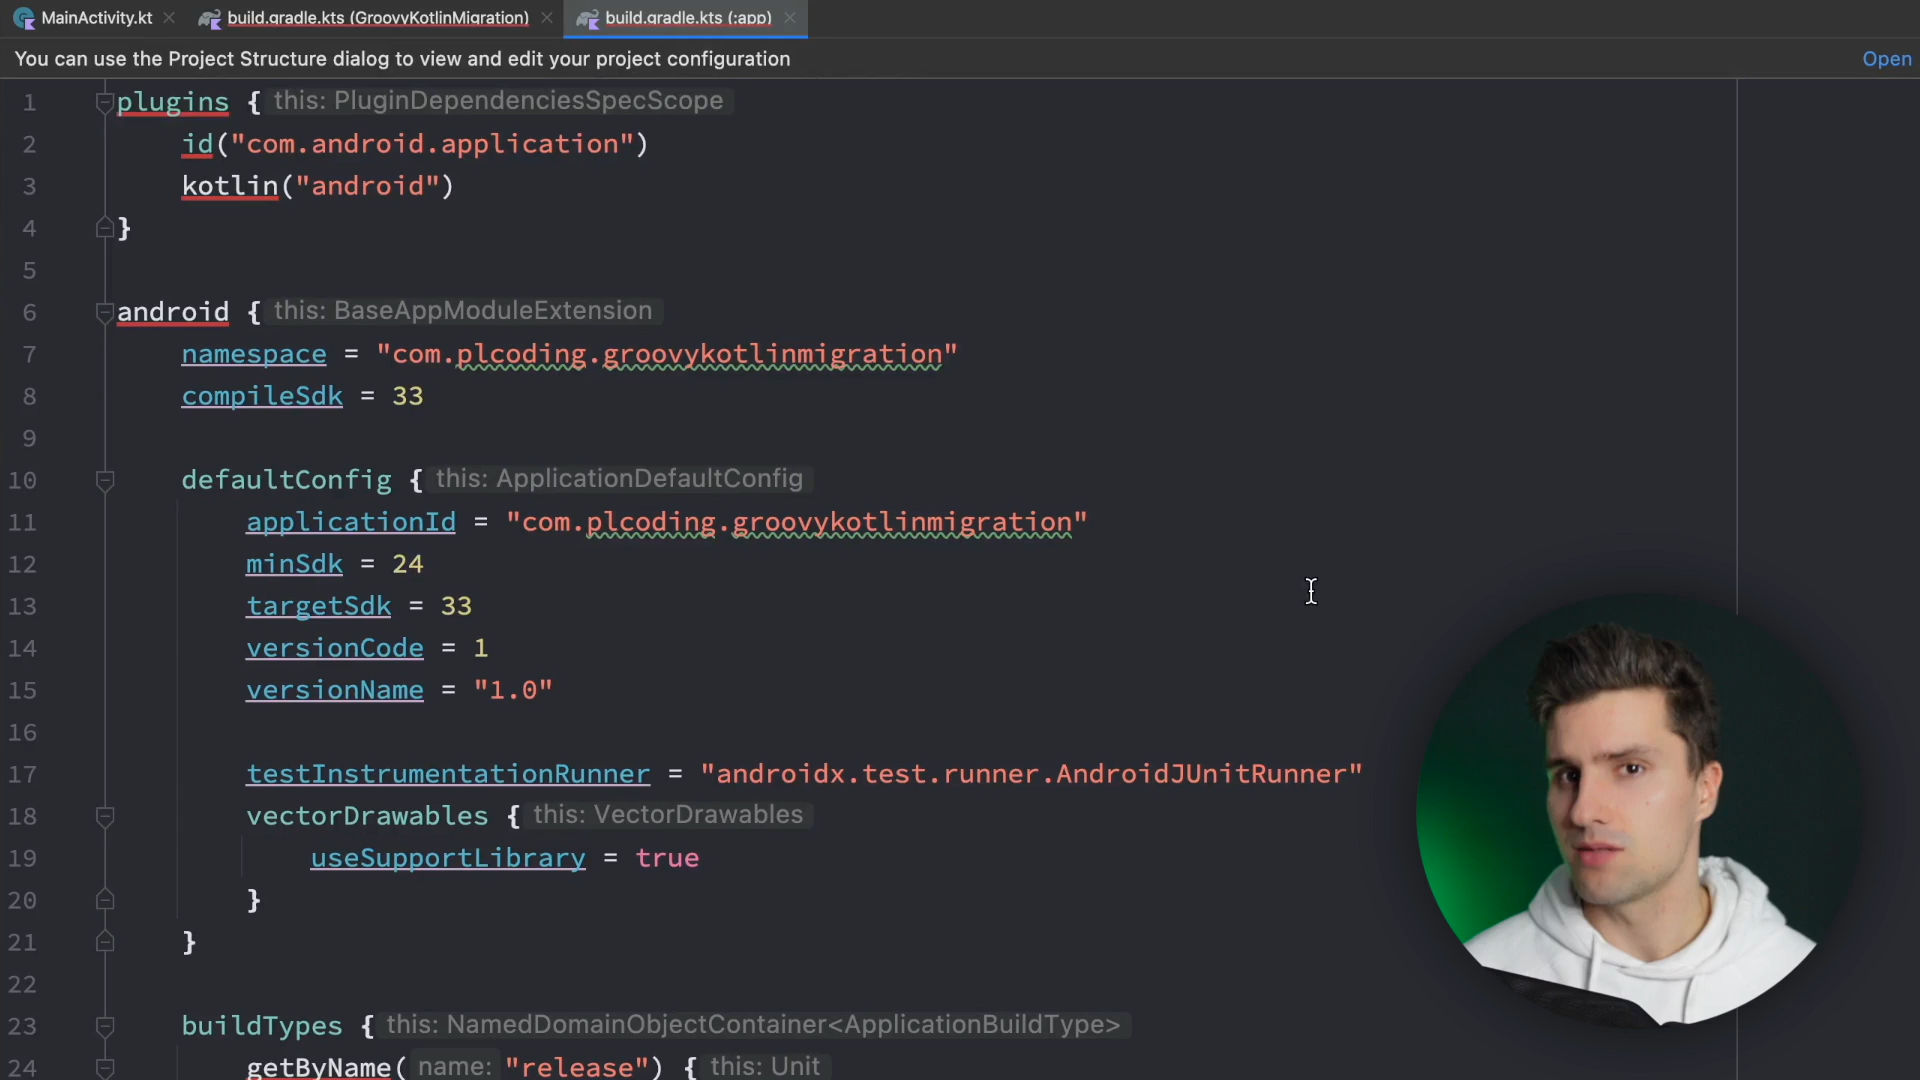 MainActivity.kt build.gradle.kts (GroovyKotlinMigration) build.gradle.kts (:app)
You can use the Project Structure dialog to view and edit your project configuration Open
1 plugins { this: PluginDependenciesSpecScope
2 id("com.android.application")
3 kotlin("android")
4 }
5
6 android { this: BaseAppModuleExtension
7 namespace = "com.plcoding.groovykotlinmigration"
8 compileSdk = 33
9
10 defaultConfig { this: ApplicationDefaultConfig
11 applicationId = "com.plcoding.groovykotlinmigration"
12 minSdk = 24
13 targetSdk = 33
14 versionCode = 1
15 versionName = "1.0"
16
17 testInstrumentationRunner = "androidx.test.runner.AndroidJUnitRunner"
18 vectorDrawables { this: VectorDrawables
19 useSupportLibrary = true
20 }
21 }
22
23 buildTypes { this: NamedDomainObjectContainer<ApplicationBuildType>
24 getByName( name: "release") { this: Unit